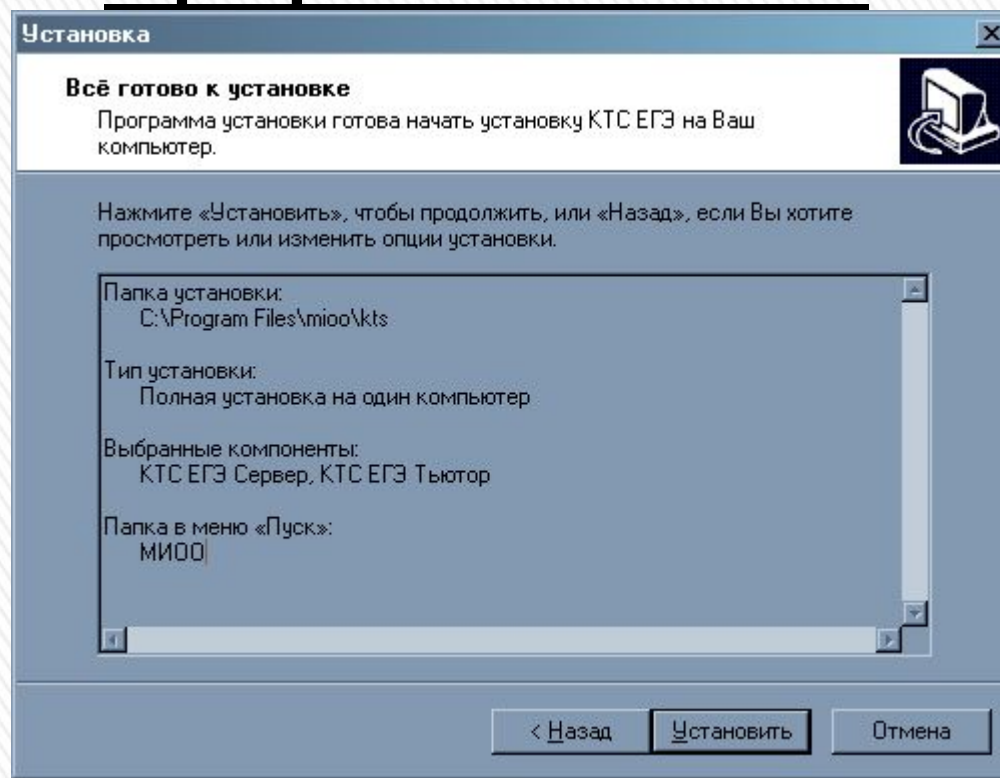 Установка
Всё готово к установке
Программа установки готова начать установку КТС ЕГЭ на Ваш
компьютер.
Нажмите «Установить», чтобы продолжить, или «Назад», если Вы хотите
просмотреть или изменить опции установки.
Папка установки:
C:\Program Files\mioo\kts
Тип установки:
Полная установка на один компьютер
Выбранные компоненты:
КТС ЕГЭ Сервер, КТС ЕГЭ Тьютор
Папка в меню «Пуск»:
МИОО
< Назад
Установить
Отмена